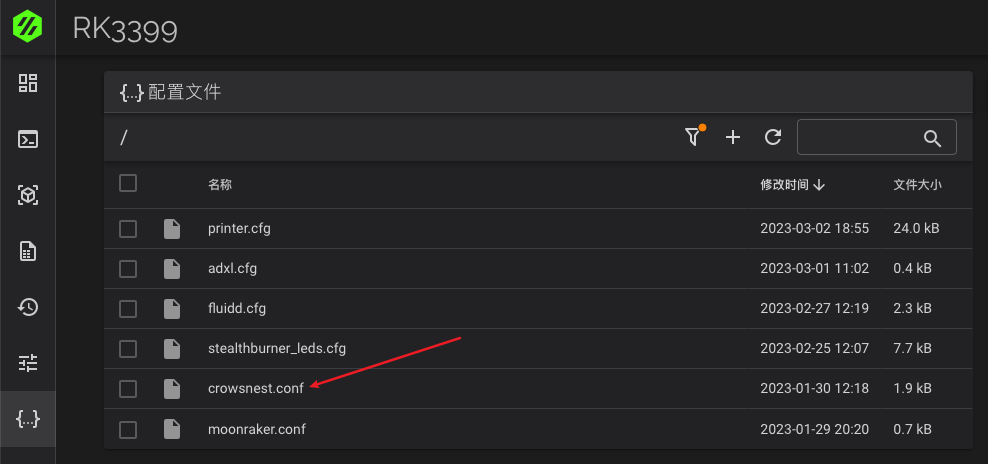 RK3399
{...} 配置文件
/
名称 修改时间 文件大小
printer.cfg 2023-03-02 18:55 24.0 kB
adxl.cfg 2023-03-01 11:02 0.4 kB
fluidd.cfg 2023-02-27 12:19 2.3 kB
stealthburner_leds.cfg 2023-02-25 12:07 7.7 kB
crowsnest.conf 2023-01-30 12:18 1.9 kB
{...}
moonraker.conf 2023-01-29 20:20 0.7 kB